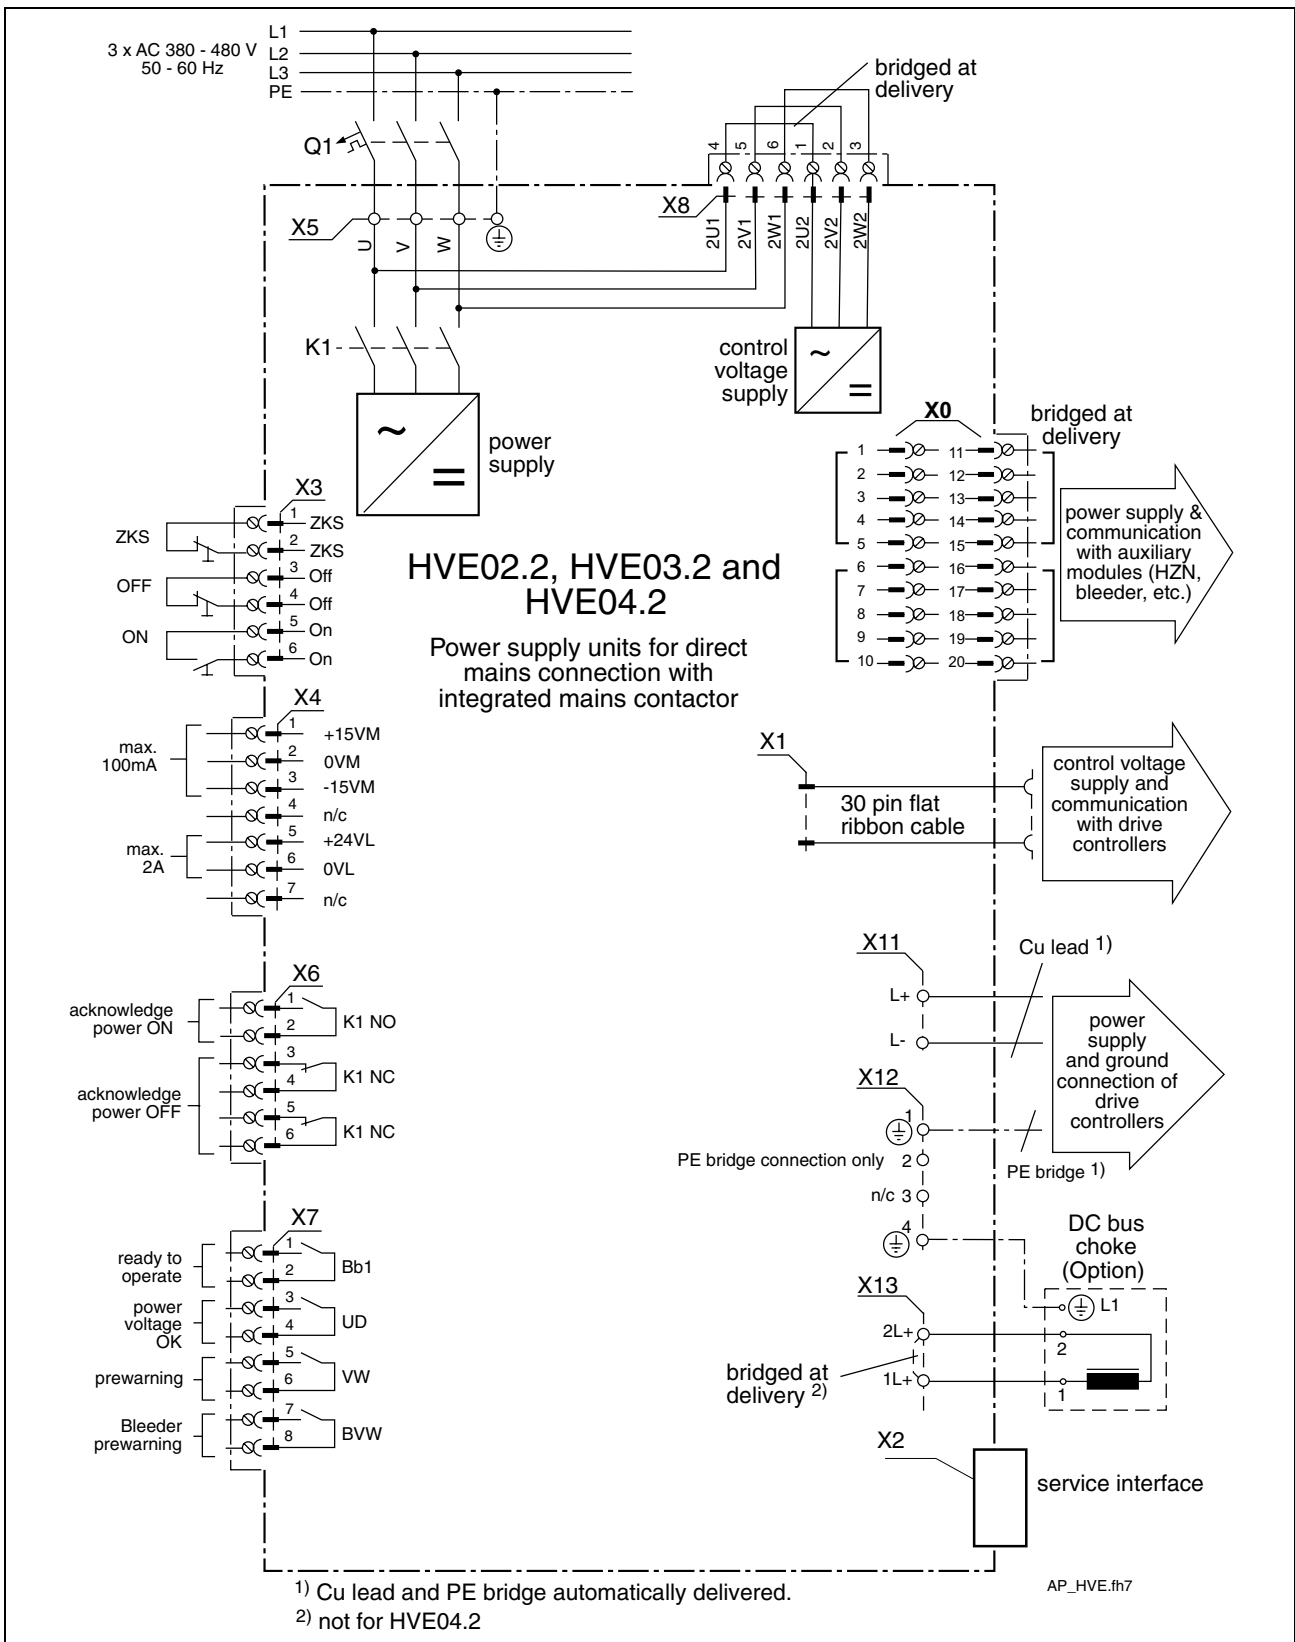 L1
3 x AC 380 - 480 V
L2
50 - 60 Hz
L3
PE
bridged at
delivery
Q1
4 5 6 1 2 3
X8
X5
U V W
2U1 2V1 2W1 2U2 2V2 2W2
K1
control
voltage
supply
~
=
~
=
power
supply
X0
bridged at
delivery
1 11
2 12
3 13
4 14
5 15
6 16
7 17
8 18
9 19
10 20
power supply &
communication
with auxiliary
modules (HZN,
bleeder, etc.)
X3
ZKS
1 ZKS
2 ZKS
OFF
3 Off
4 Off
ON
5 On
6 On
HVE02.2, HVE03.2 and
HVE04.2
Power supply units for direct
mains connection with
integrated mains contactor
X4
max.
100mA
1 +15VM
2 0VM
3 -15VM
4 n/c
max.
2A
5 +24VL
6 0VL
7 n/c
X1
30 pin flat
ribbon cable
control voltage
supply and
communication
with drive
controllers
X6
acknowledge
power ON
1
2
K1 NO
acknowledge
power OFF
3
4
K1 NC
5
6
K1 NC
X11
Cu lead 1)
L+
L-
power
supply
and ground
connection of
drive
controllers
X12
1
PE bridge connection only 2
PE bridge 1)
n/c 3
4
X7
ready to
operate
1
2
Bb1
power
voltage
OK
3
4
UD
prewarning
5
6
VW
Bleeder
prewarning
7
8
BVW
DC bus
choke
(Option)
X13
L1
2L+
2
bridged at
delivery 2)
1L+
1
X2
service interface
1) Cu lead and PE bridge automatically delivered.
2) not for HVE04.2
AP_HVE.fh7